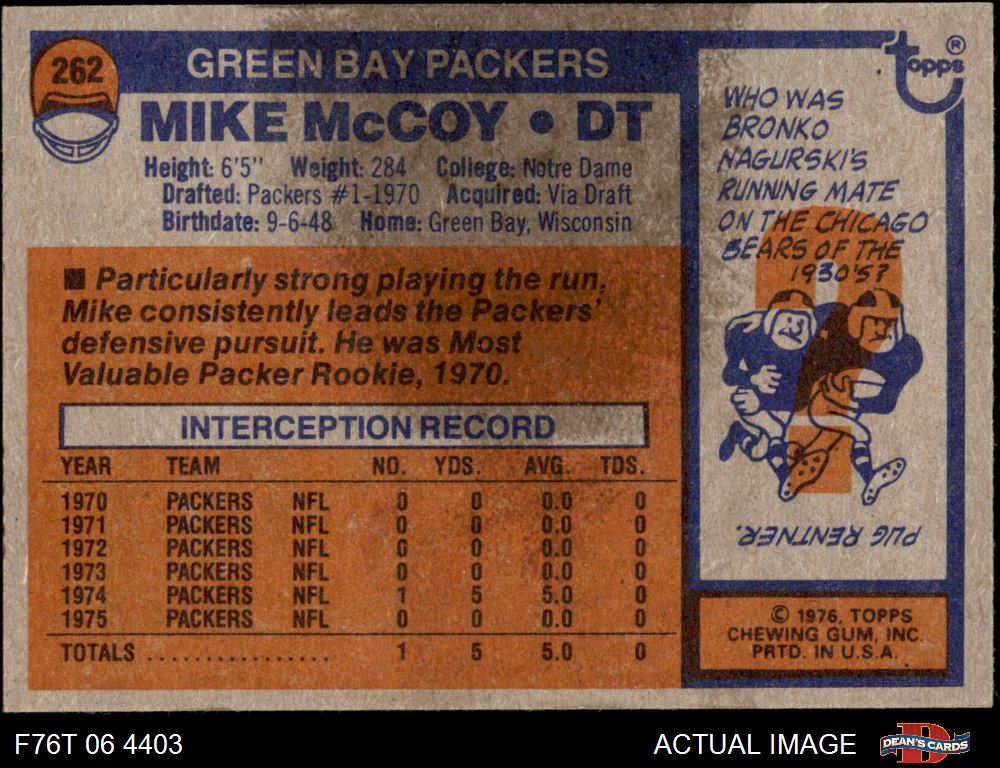 262
GREEN BAY PACKERS
MIKE McCOY • DT
Height: 6'5" Weight: 284 College: Notre Dame
Drafted: Packers #1-1970 Acquired: Via Draft
Birthdate: 9-6-48 Home: Green Bay, Wisconsin
■ Particularly strong playing the run,
Mike consistently leads the Packers'
defensive pursuit. He was Most
Valuable Packer Rookie, 1970.
INTERCEPTION RECORD
YEAR TEAM NO. YDS. AVG. TDS.
1970 PACKERS NFL 0 0 0.0 0
1971 PACKERS NFL 0 0 0.0 0
1972 PACKERS NFL 0 0 0.0 0
1973 PACKERS NFL 0 0 0.0 0
1974 PACKERS NFL 1 5 5.0 0
1975 PACKERS NFL 0 0 0.0 0
TOTALS ................. 1 5 5.0 0
topps ®
WHO WAS
BRONKO
NAGURSKI'S
RUNNING MATE
ON THE CHICAGO
BEARS OF THE
1930'S?
PUG RENTNER.
© 1976, TOPPS
CHEWING GUM, INC.
PRTD. IN U.S.A.
F76T 06 4403
ACTUAL IMAGE
DEAN'S CARDS